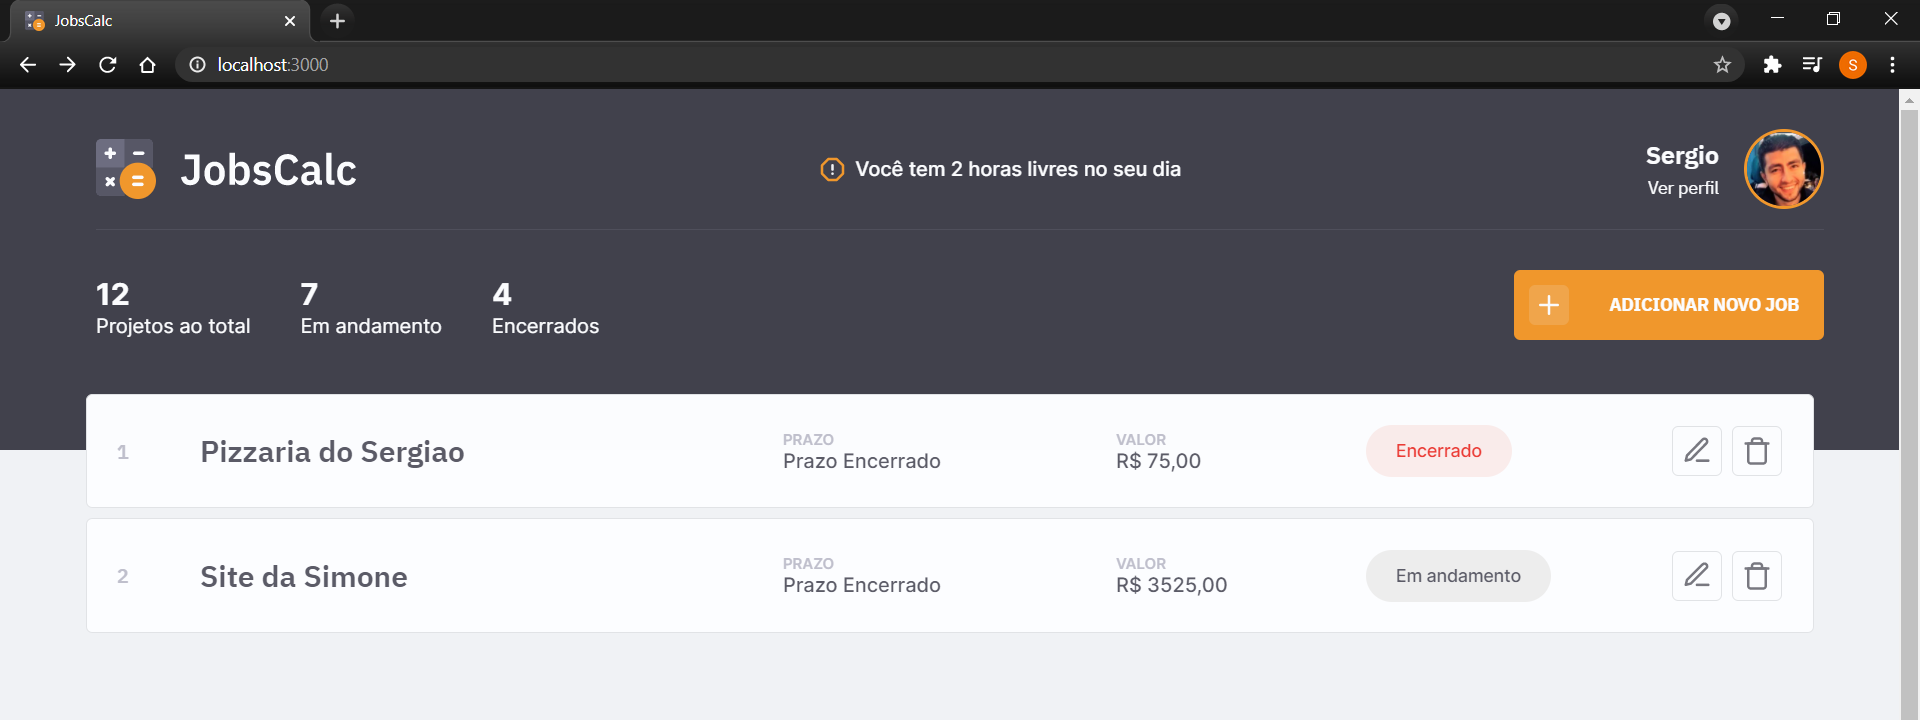 JobsCalc
localhost:3000
S
JobsCalc
Você tem 2 horas livres no seu dia
Sergio
Ver perfil
12
Projetos ao total
7
Em andamento
4
Encerrados
ADICIONAR NOVO JOB
1
Pizzaria do Sergiao
PRAZO
Prazo Encerrado
VALOR
R$ 75,00
Encerrado
2
Site da Simone
PRAZO
Prazo Encerrado
VALOR
R$ 3525,00
Em andamento